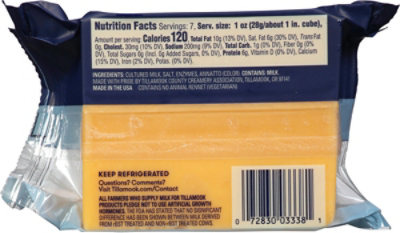 Nutrition Facts Servings: 7, Serv. size: 1 oz (28g/about 1 in. cube),
Amount per serving: Calories 120, Total Fat 10g (13% DV), Sat. Fat 6g (30% DV), Trans Fat
0g, Cholest. 30mg (10% DV), Sodium 200mg (9% DV), Total Carb. 1g (0% DV), Fiber 0g (0%
DV), Total Sugars 0g (Incl. 0g Added Sugars, 0% DV), Protein 6g, Vitamin D (0% DV), Calcium
(15% DV), Iron (2% DV), Potas. (0% DV).
INGREDIENTS: CULTURED MILK, SALT, ENZYMES, ANNATTO (COLOR). CONTAINS MILK
MADE WITH PRIDE BY TILLAMOOK COUNTY CREAMERY ASSOCIATION, TILLAMOOK, OR 97141
MADE IN THE USA CONTAINS NO ANIMAL RENNET (VEGETARIAN)
KEEP REFRIGERATED
Questions? Comments?
Visit Tillamook.com/Contact
ALL FARMERS WHO SUPPLY MILK FOR TILLAMOOK
PRODUCTS PLEDGE NOT TO USE ARTIFICIAL GROWTH
HORMONES. THE FDA HAS STATED THAT NO SIGNIFICANT
DIFFERENCE HAS BEEN SHOWN BETWEEN MILK DERIVED
FROM rBST TREATED AND NON-rBST TREATED COWS.
0 72830 03338 1